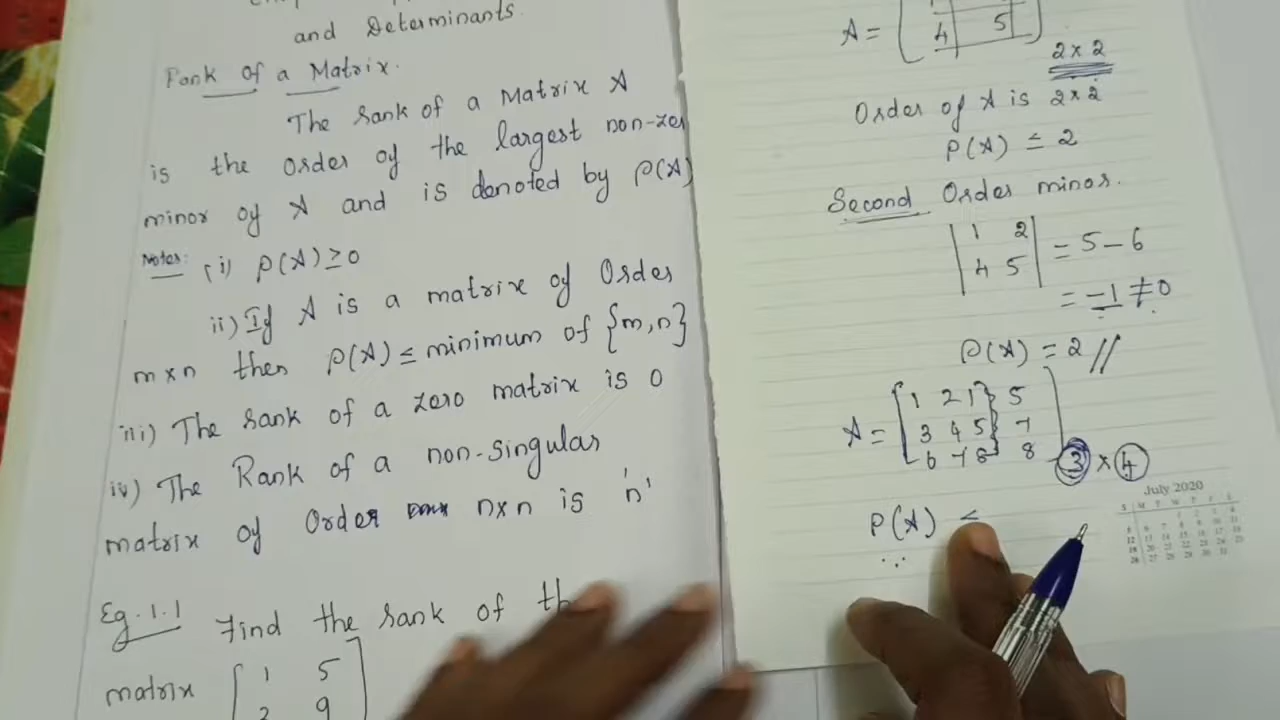 and Determinants.
Rank of a Matrix.
The rank of a Matrix A
is the order of the largest non-zer
minor of A and is denoted by ρ(A)
Notes: (i) ρ(A) ≥ 0
ii) If A is a matrix of Order
m×n then ρ(A) ≤ minimum of {m,n}
iii) The rank of a zero matrix is 0
iv) The Rank of a non-singular
matrix of Order n×n is 'n'
Eg.1.1 Find the rank of th
matrix
1 5
9
A =
4 5
2×2
Order of A is 2×2
ρ(A) ≤ 2
Second Order minor.
| 1 2 |
| 4 5 | = 5 - 6
= -1 ≠ 0
ρ(A) = 2 //
1 2 1 5
A = 3 4 5
6 8 8 3 × 4
ρ(A) ≤
∵
July 2020